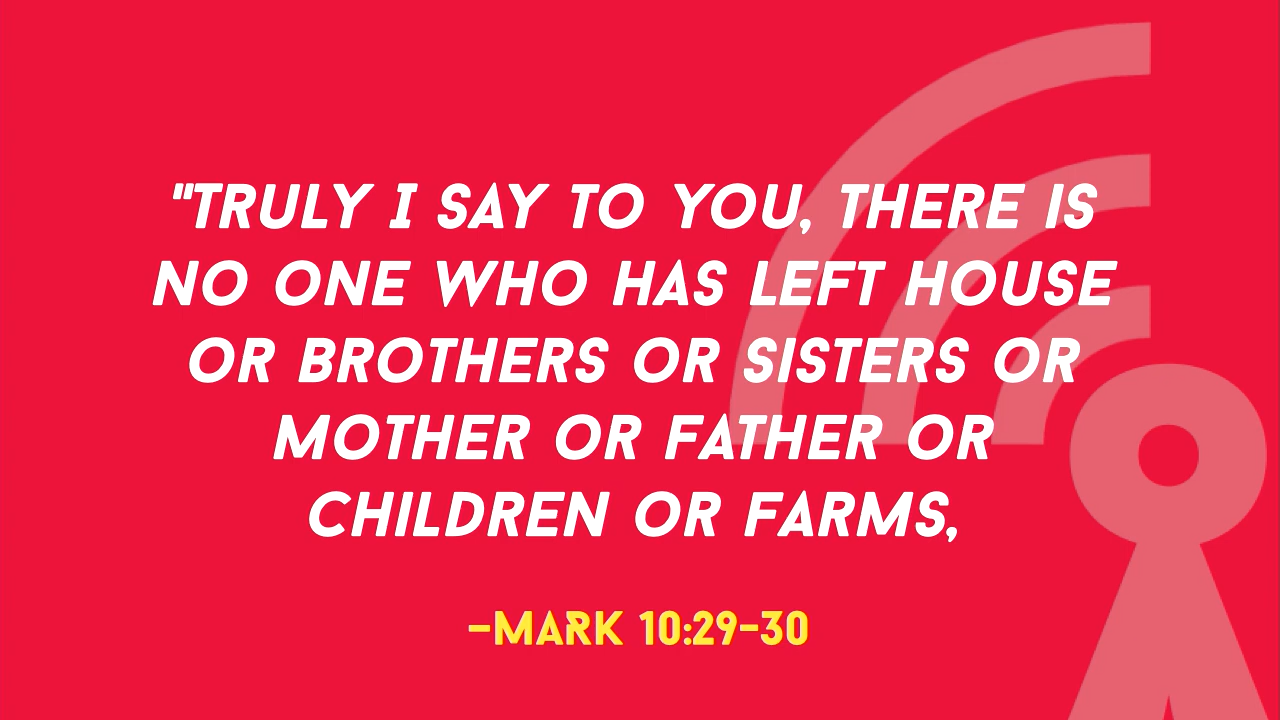 "TRULY I SAY TO YOU, THERE IS
NO ONE WHO HAS LEFT HOUSE
OR BROTHERS OR SISTERS OR
MOTHER OR FATHER OR
CHILDREN OR FARMS,
-MARK 10:29-30